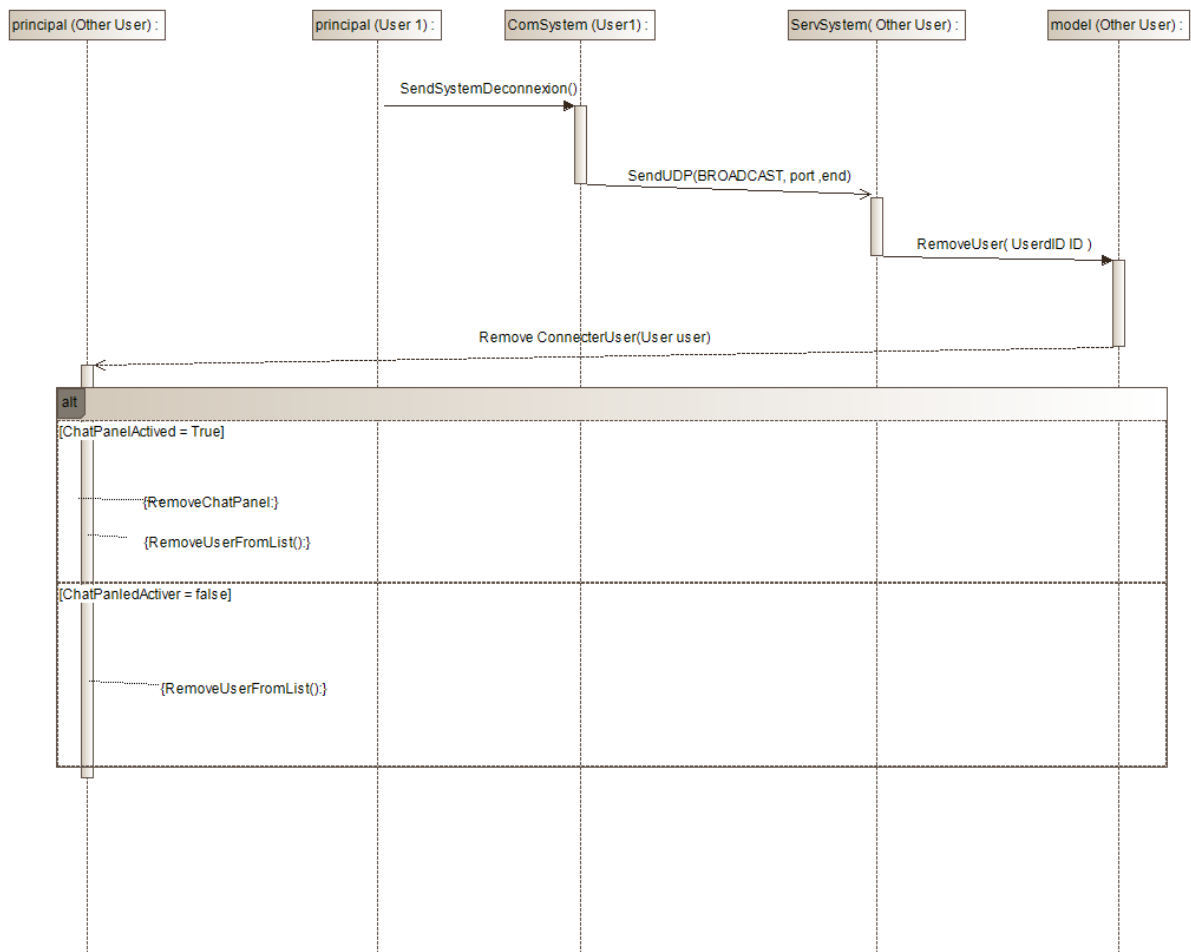 principal (Other User) :
principal (User 1) :
ComSystem (User1) :
ServSystem( Other User) :
model (Other User) :
SendSystemDeconnexion()
SendUDP(BROADCAST, port ,end)
RemoveUser( UserdID ID )
Remove ConnecterUser(User user)
alt
[ChatPanelActived = True]
{RemoveChatPanel:}
{RemoveUserFromList():}
[ChatPanledActiver = false]
{RemoveUserFromList():}